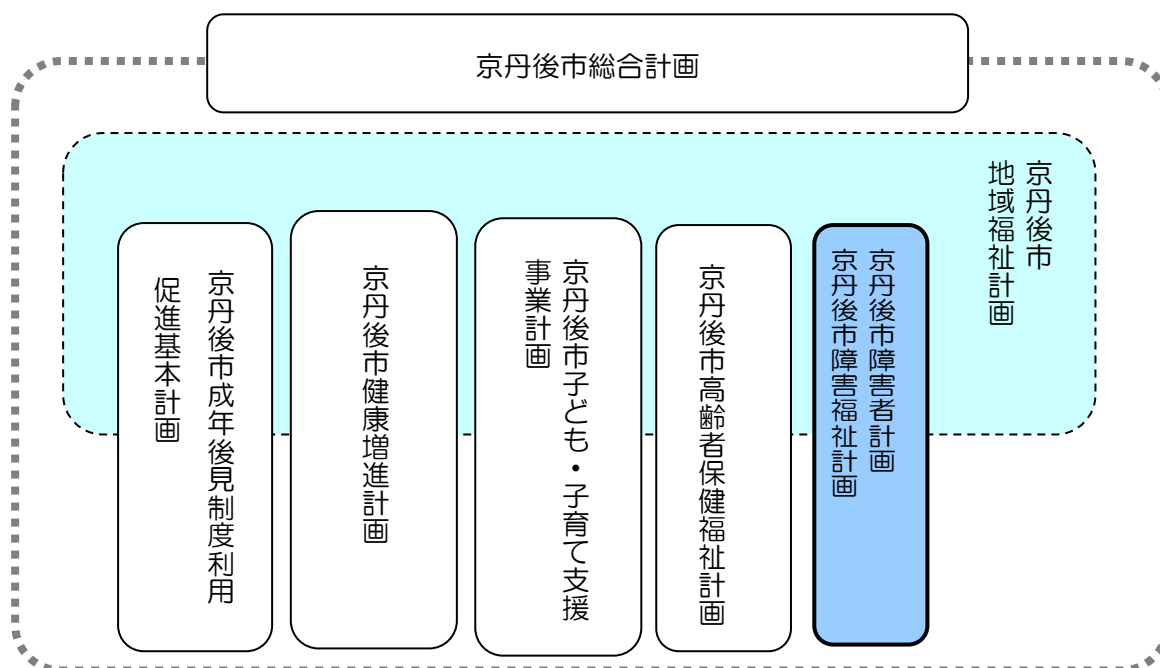 京丹後市総合計画
京丹後市
地域福祉計画
京丹後市障害者計画
京丹後市障害福祉計画
京丹後市高齢者保健福祉計画
京丹後市子ども・子育て支援
事業計画
京丹後市健康増進計画
京丹後市成年後見制度利用
促進基本計画